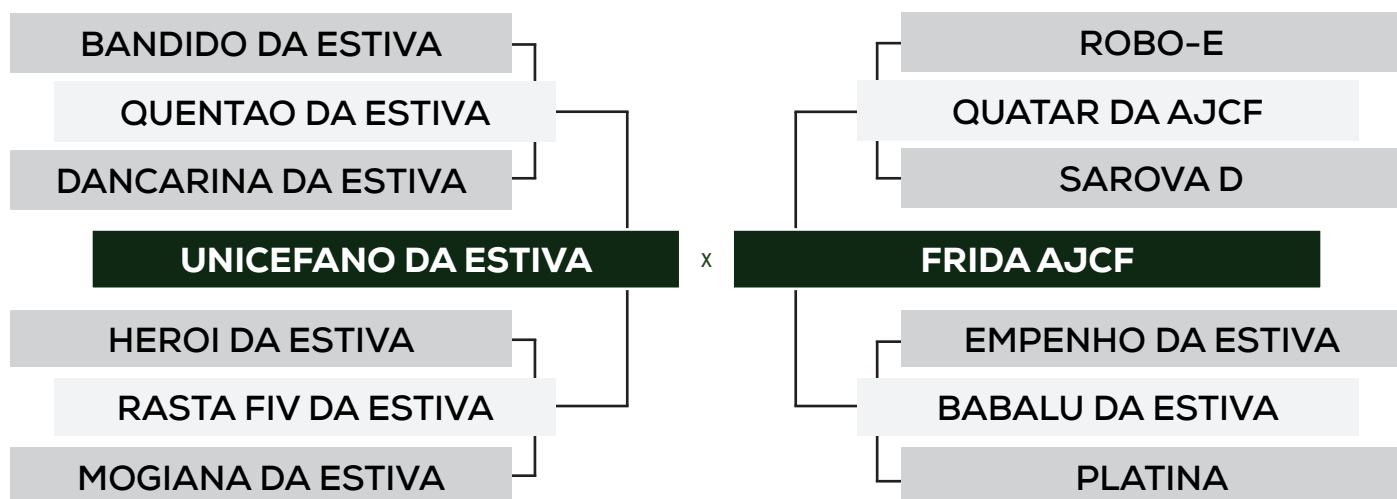 BANDIDO DA ESTIVA
QUENTAO DA ESTIVA
DANCARINA DA ESTIVA
ROBO-E
QUATAR DA AJCF
SAROVA D
UNICEFANO DA ESTIVA x FRIDA AJCF
HEROI DA ESTIVA
RASTA FIV DA ESTIVA
MOGIANA DA ESTIVA
EMPENHO DA ESTIVA
BABALU DA ESTIVA
PLATINA